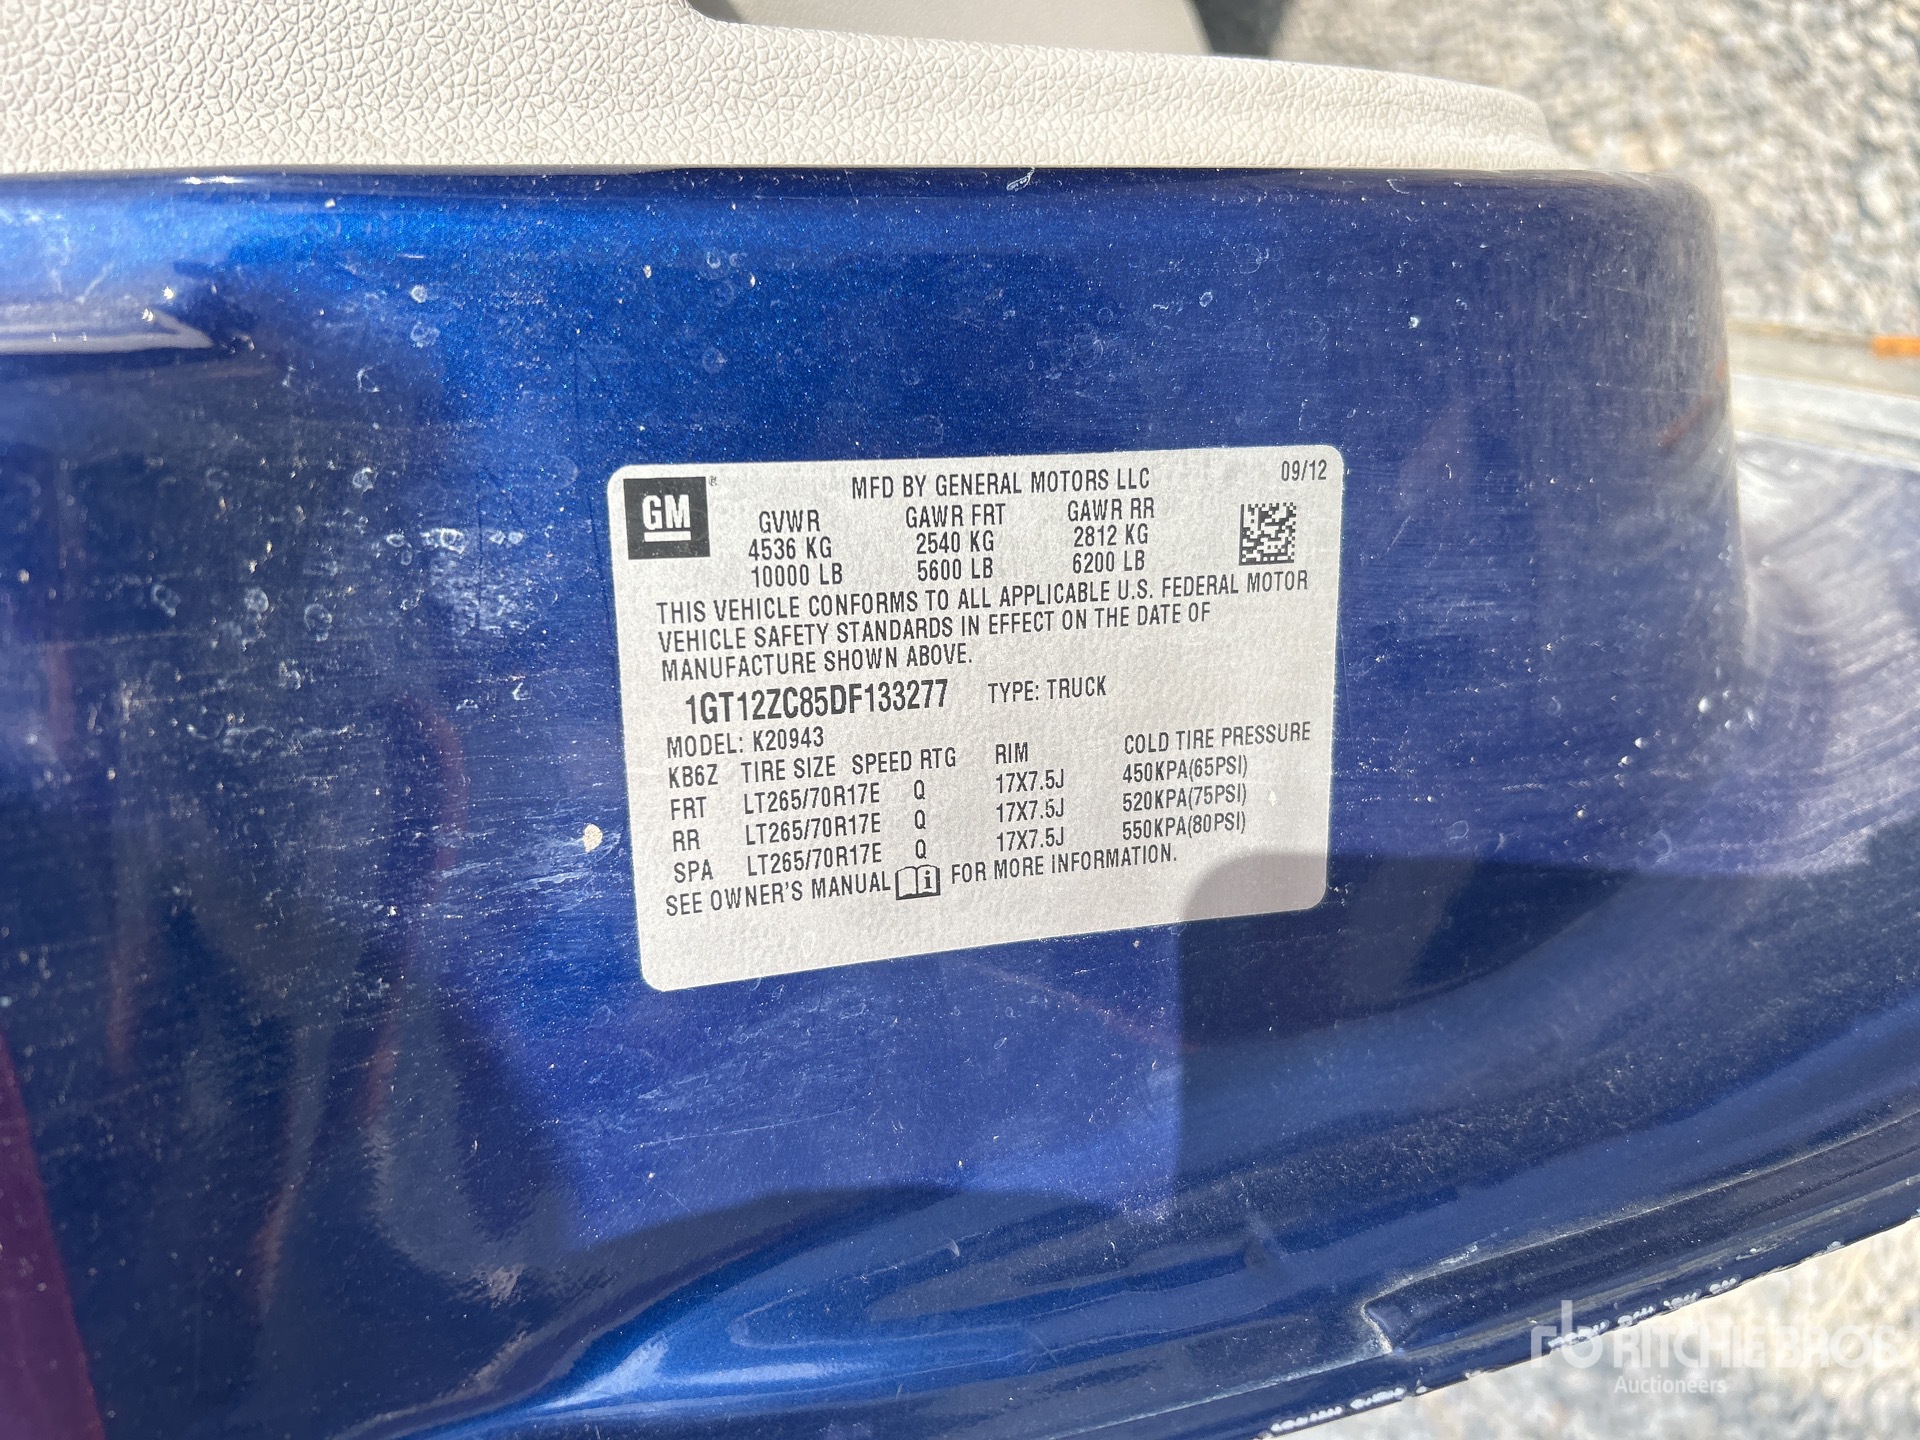 GM
MFD BY GENERAL MOTORS LLC 09/12
GVWR GAWR FRT GAWR RR
4536 KG 2540 KG 2812 KG
10000 LB 5600 LB 6200 LB
THIS VEHICLE CONFORMS TO ALL APPLICABLE U.S. FEDERAL MOTOR
VEHICLE SAFETY STANDARDS IN EFFECT ON THE DATE OF
MANUFACTURE SHOWN ABOVE.
1GT12ZC85DF133277 TYPE: TRUCK
MODEL: K20943
KB6Z TIRE SIZE SPEED RTG RIM COLD TIRE PRESSURE
FRT LT265/70R17E Q 17X7.5J 450KPA(65PSI)
RR LT265/70R17E Q 17X7.5J 520KPA(75PSI)
SPA LT265/70R17E Q 17X7.5J 550KPA(80PSI)
SEE OWNER'S MANUAL i FOR MORE INFORMATION.
rb RITCHIE BROS
Auctioneers